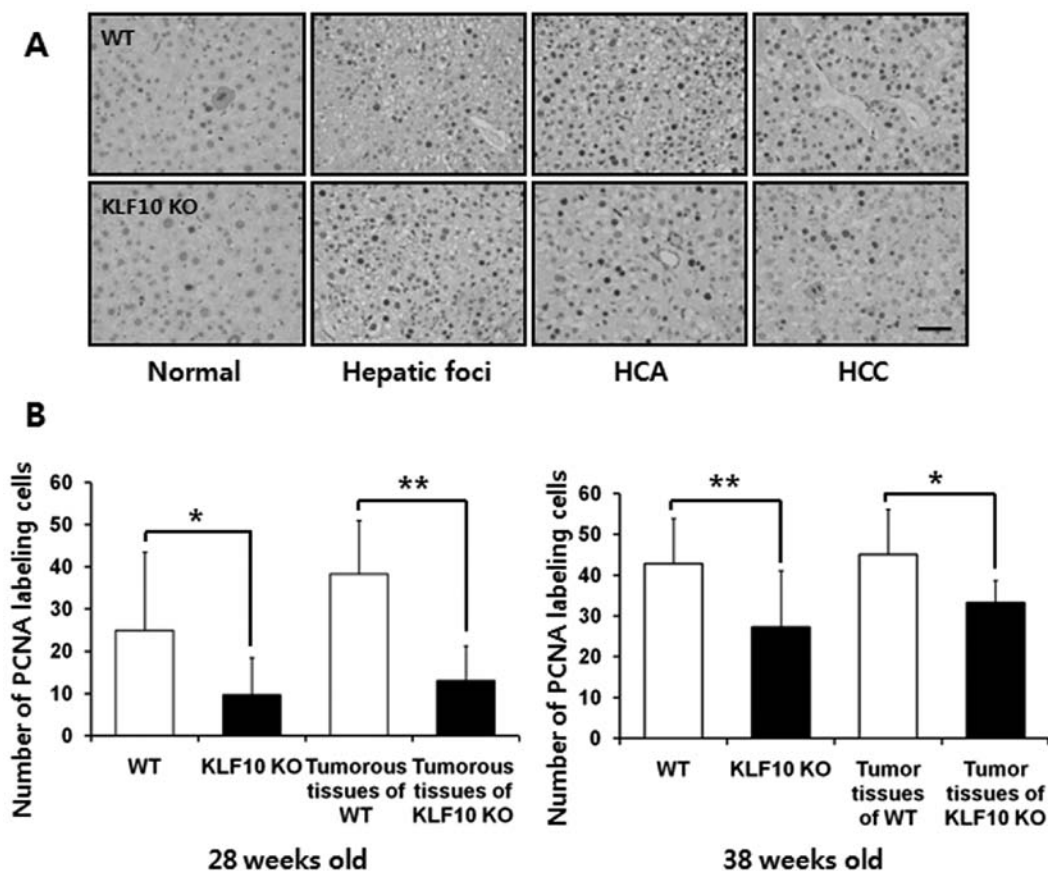 A
WT
KLF10 KO
Normal
Hepatic foci
HCA
HCC
B
Number of PCNA labeling cells
60
50
40
30
20
10
0
*
**
WT
KLF10 KO
Tumorous
tissues of
WT
Tumorous
tissues of
KLF10 KO
28 weeks old
Number of PCNA labeling cells
60
50
40
30
20
10
0
**
*
WT
KLF10 KO
Tumor
tissues
of WT
Tumor
tissues of
KLF10 KO
38 weeks old